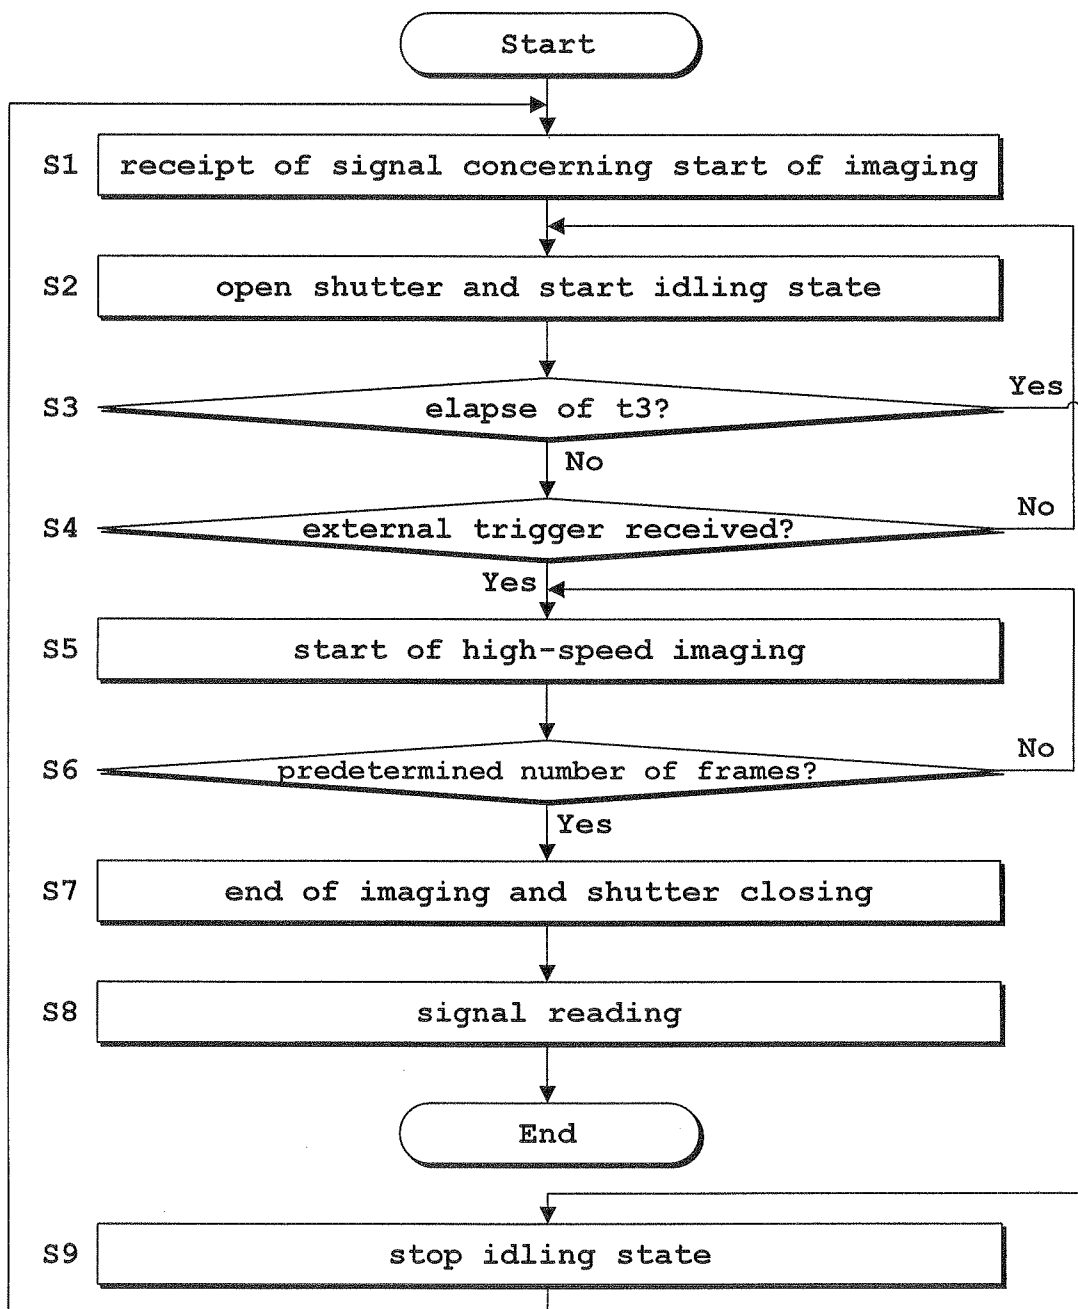 Start
S1 receipt of signal concerning start of imaging
S2 open shutter and start idling state
Yes
S3 elapse of t3?
No
No
S4 external trigger received?
Yes
S5 start of high-speed imaging
No
S6 predetermined number of frames?
Yes
S7 end of imaging and shutter closing
S8 signal reading
End
S9 stop idling state